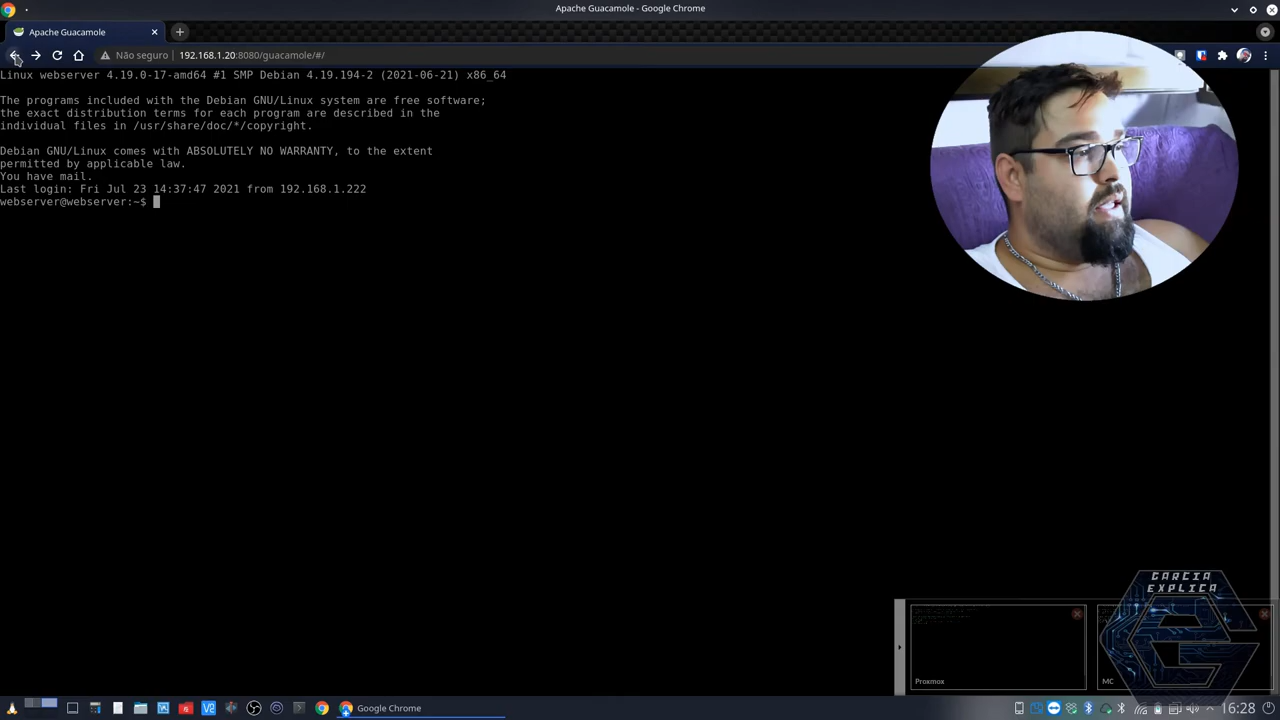 Apache Guacamole - Google Chrome
Apache Guacamole
Não seguro
192.168.1.20:8080/guacamole/#/
Linux webserver 4.19.0-17-amd64 #1 SMP Debian 4.19.194-2 (2021-06-21) x86_64
The programs included with the Debian GNU/Linux system are free software;
the exact distribution terms for each program are described in the
individual files in /usr/share/doc/*/copyright.
Debian GNU/Linux comes with ABSOLUTELY NO WARRANTY, to the extent
permitted by applicable law.
You have mail.
Last login: Fri Jul 23 14:37:47 2021 from 192.168.1.222
webserver@webserver:~$
GARCIA
EXPLICA
Proxmox
MC
Google Chrome
16:28